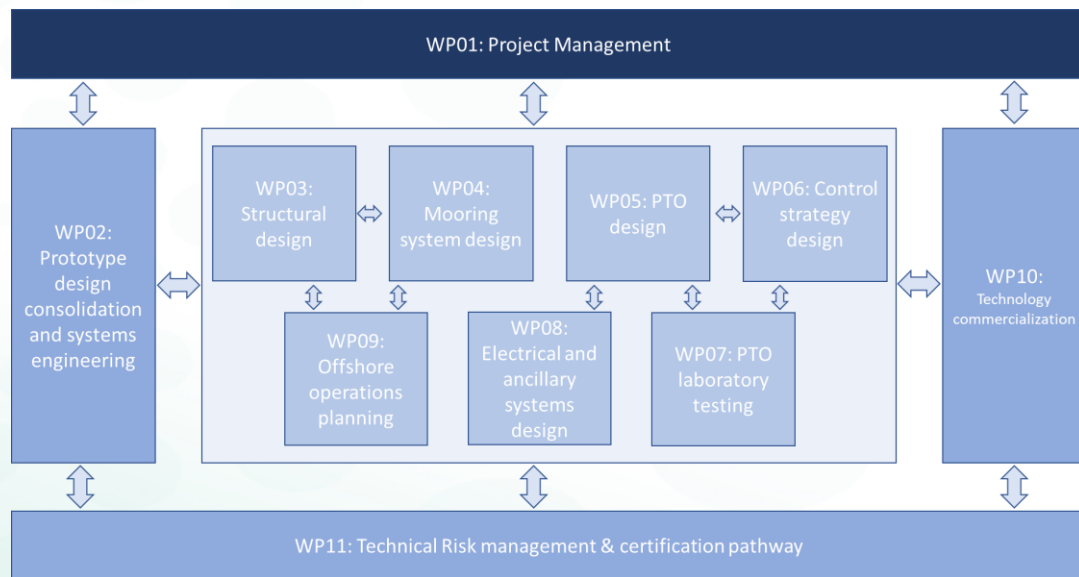 WP01: Project Management
WP02:
Prototype
design
consolidation
and systems
engineering
WP03:
Structural
design
WP04:
Mooring
system design
WP05: PTO
design
WP06: Control
strategy
design
WP09:
Offshore
operations
planning
WP08:
Electrical and
ancillary
systems
design
WP07: PTO
laboratory
testing
WP10:
Technology
commercialization
WP11: Technical Risk management & certification pathway